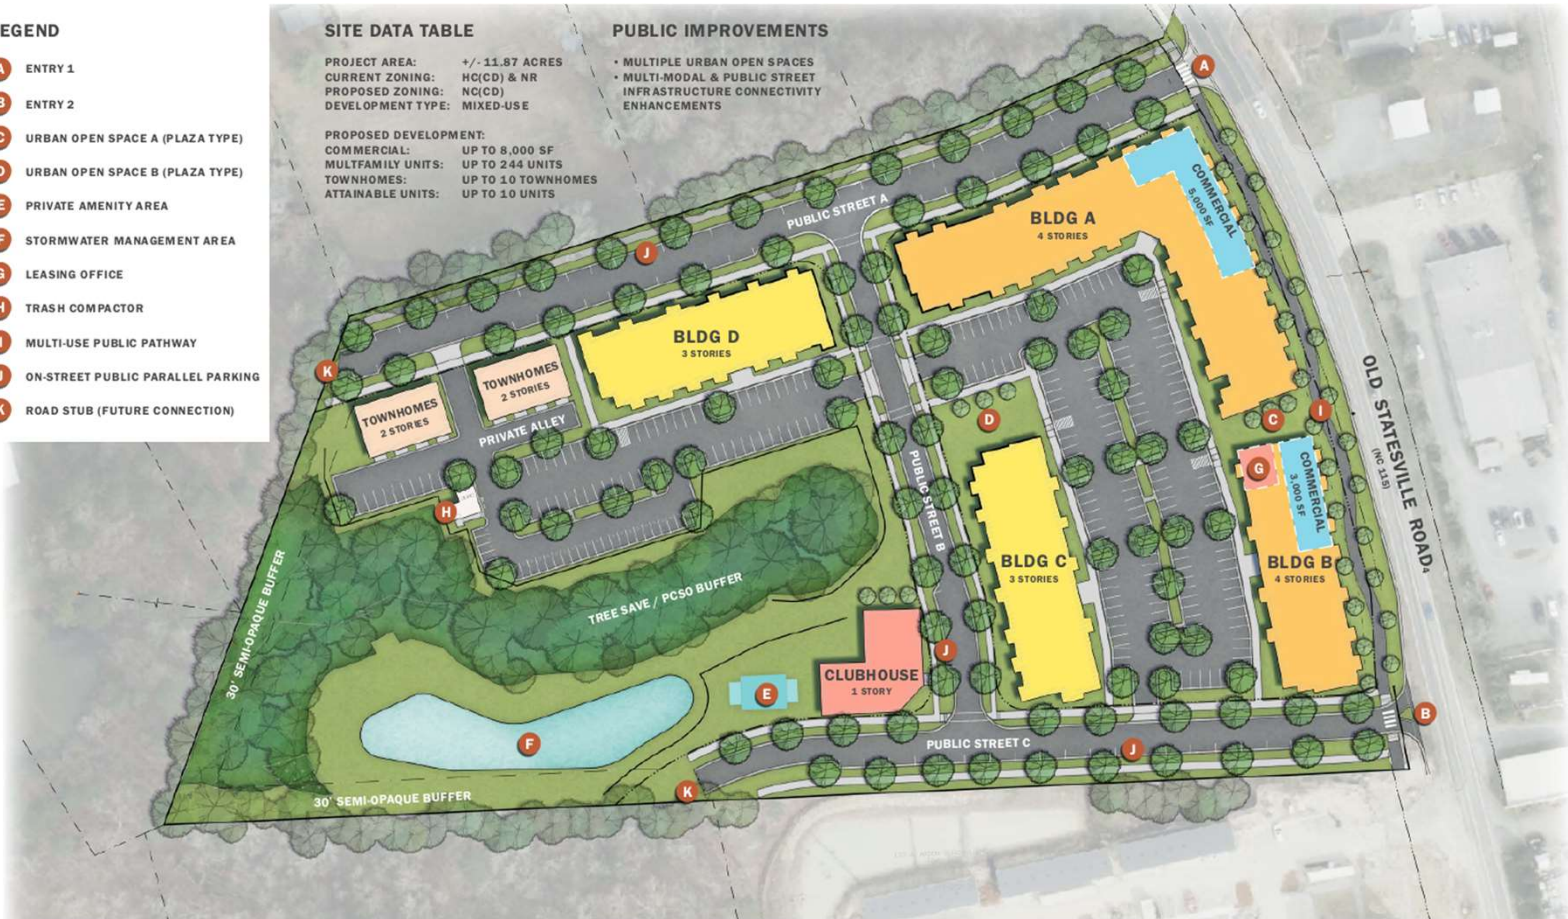 EGEND
A ENTRY 1
B ENTRY 2
C URBAN OPEN SPACE A (PLAZA TYPE)
D URBAN OPEN SPACE B (PLAZA TYPE)
E PRIVATE AMENITY AREA
F STORMWATER MANAGEMENT AREA
G LEASING OFFICE
H TRASH COMPACTOR
I MULTI-USE PUBLIC PATHWAY
J ON-STREET PUBLIC PARALLEL PARKING
K ROAD STUB (FUTURE CONNECTION)
SITE DATA TABLE
PROJECT AREA: +/- 11.87 ACRES
CURRENT ZONING: HC(CD) & NR
PROPOSED ZONING: NC(CD)
DEVELOPMENT TYPE: MIXED-USE
PROPOSED DEVELOPMENT:
COMMERCIAL: UP TO 8,000 SF
MULTFAMILY UNITS: UP TO 244 UNITS
TOWNHOMES: UP TO 10 TOWNHOMES
ATTAINABLE UNITS: UP TO 10 UNITS
PUBLIC IMPROVEMENTS
• MULTIPLE URBAN OPEN SPACES
• MULTI-MODAL & PUBLIC STREET
INFRASTRUCTURE CONNECTIVITY
ENHANCEMENTS
A
COMMERCIAL
5,000 SF
PUBLIC STREET A
BLDG A
4 STORIES
J
BLDG D
3 STORIES
K
TOWNHOMES
2 STORIES
TOWNHOMES
2 STORIES
PRIVATE ALLEY
D
C
I
OLD STATESVILLE ROAD
(NC 115)
G
COMMERCIAL
3,000 SF
H
PUBLIC STREET B
BLDG C
3 STORIES
BLDG B
4 STORIES
TREE SAVE / PCSO BUFFER
30' SEMI-OPAQUE BUFFER
J
CLUBHOUSE
1 STORY
E
B
F
PUBLIC STREET C
J
K
30' SEMI-OPAQUE BUFFER